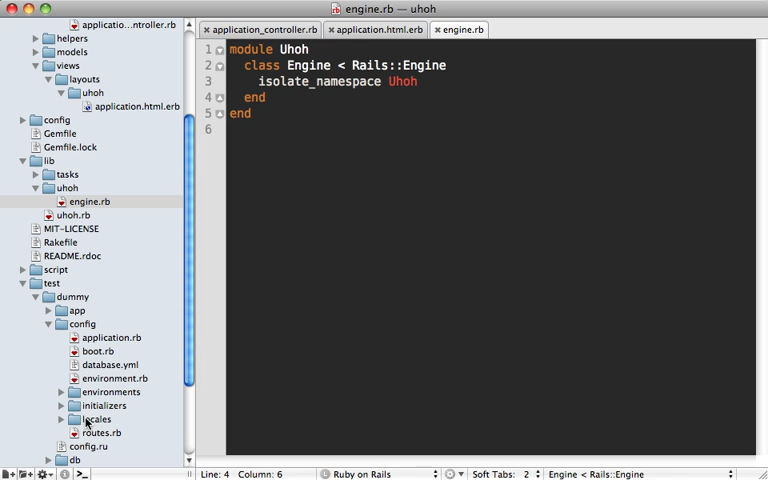 engine.rb — uhoh
applicatio...ntroller.rb
helpers
models
views
layouts
uhoh
application.html.erb
config
Gemfile
Gemfile.lock
lib
tasks
uhoh
engine.rb
uhoh.rb
MIT-LICENSE
Rakefile
README.rdoc
script
test
dummy
app
config
application.rb
boot.rb
database.yml
environment.rb
environments
initializers
locales
routes.rb
config.ru
db
application_controller.rb application.html.erb engine.rb
1 module Uhoh
2 class Engine < Rails::Engine
3 isolate_namespace Uhoh
4 end
5 end
6
Line: 4 Column: 6 Ruby on Rails Soft Tabs: 2 Engine < Rails::Engine